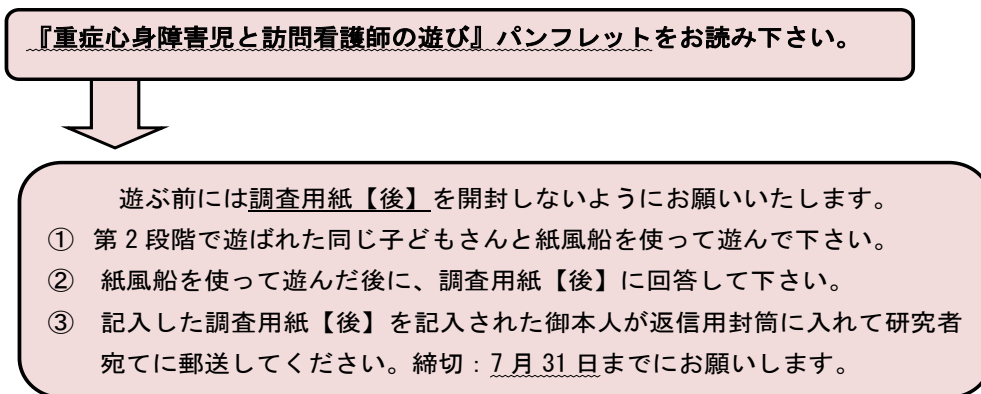 『重症心身障害児と訪問看護師の遊び』パンフレットをお読み下さい。
遊ぶ前には調査用紙【後】を開封しないようにお願いいたします。
① 第2段階で遊ばれた同じ子どもさんと紙風船を使って遊んで下さい。
② 紙風船を使って遊んだ後に、調査用紙【後】に回答して下さい。
③ 記入した調査用紙【後】を記入された御本人が返信用封筒に入れて研究者
宛てに郵送してください。締切：7月31日までにお願いします。